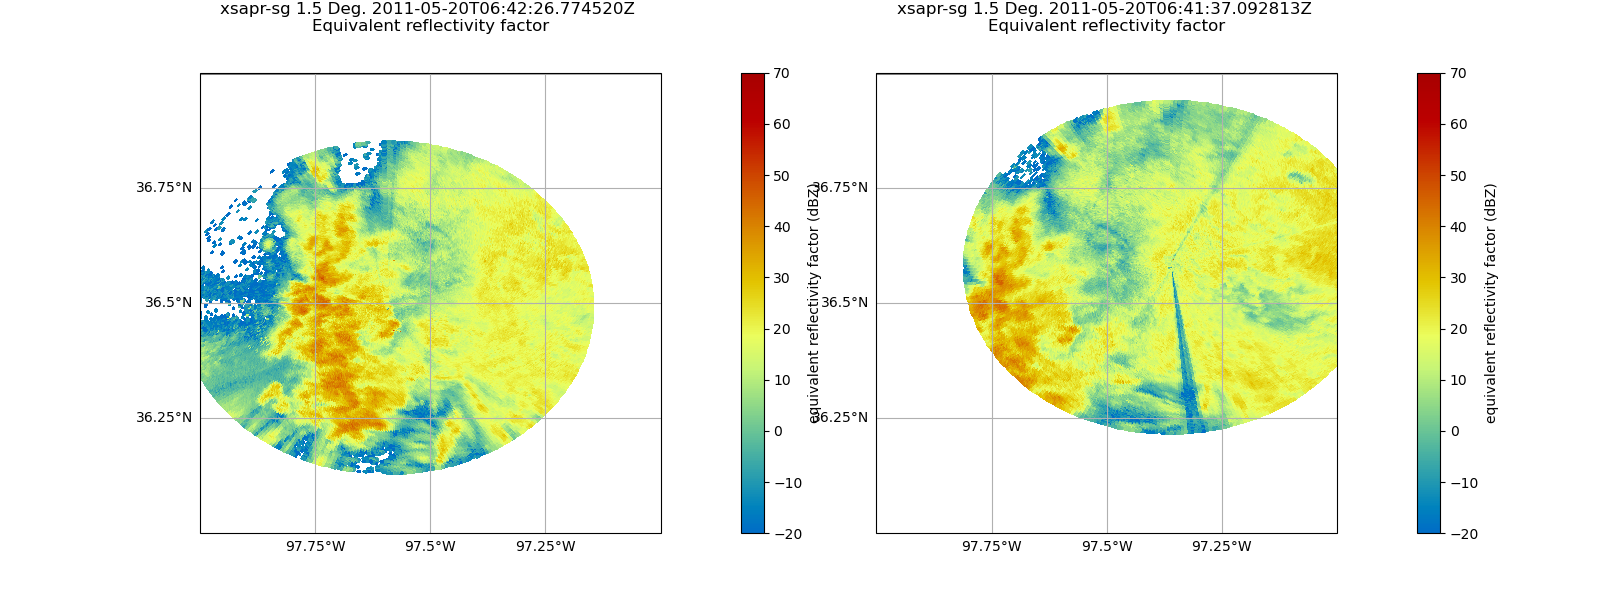 xsapr-sg 1.5 Deg. 2011-05-20T06:42:26.774520Z
Equivalent reflectivity factor
36.75°N
36.5°N
36.25°N
97.75°W
97.5°W
97.25°W
70
60
50
40
30
20
10
0
−10
−20
equivalent reflectivity factor (dBZ)
xsapr-sg 1.5 Deg. 2011-05-20T06:41:37.092813Z
Equivalent reflectivity factor
36.75°N
36.5°N
36.25°N
97.75°W
97.5°W
97.25°W
70
60
50
40
30
20
10
0
−10
−20
equivalent reflectivity factor (dBZ)